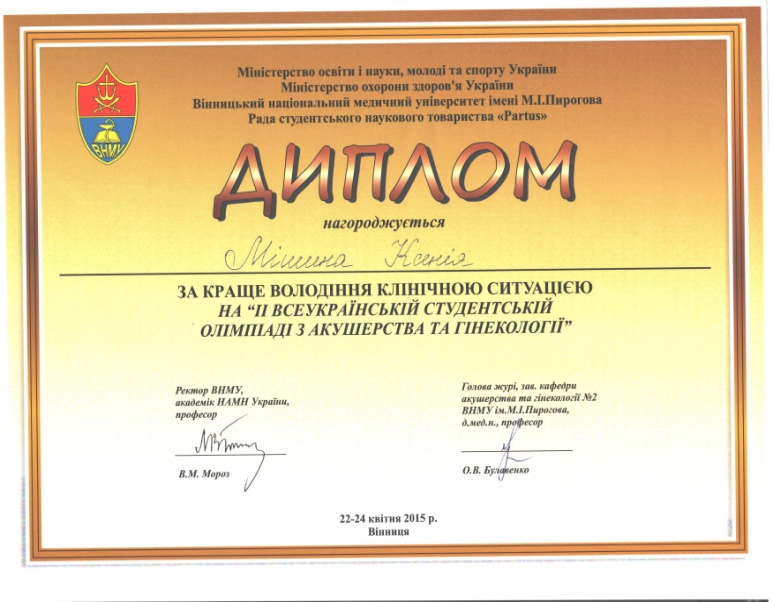 Міністерство освіти і науки, молоді та спорту України
Міністерство охорони здоров'я України
Вінницький національний медичний університет імені М.І.Пирогова
Рада студентського наукового товариства «Partus»
ВНМУ
ДИПЛОМ
нагороджується
Мішина Ксенія
ЗА КРАЩЕ ВОЛОДІННЯ КЛІНІЧНОЮ СИТУАЦІЄЮ
НА “ІІ ВСЕУКРАЇНСЬКІЙ СТУДЕНТСЬКІЙ
ОЛІМПІАДІ З АКУШЕРСТВА ТА ГІНЕКОЛОГІЇ”
Ректор ВНМУ,
академік НАМН України,
професор
В.М. Мороз
Голова журі, зав. кафедри
акушерства та гінекології №2
ВНМУ ім.М.І.Пирогова,
д.мед.н., професор
О.В. Булавенко
22-24 квітня 2015 р.
Вінниця